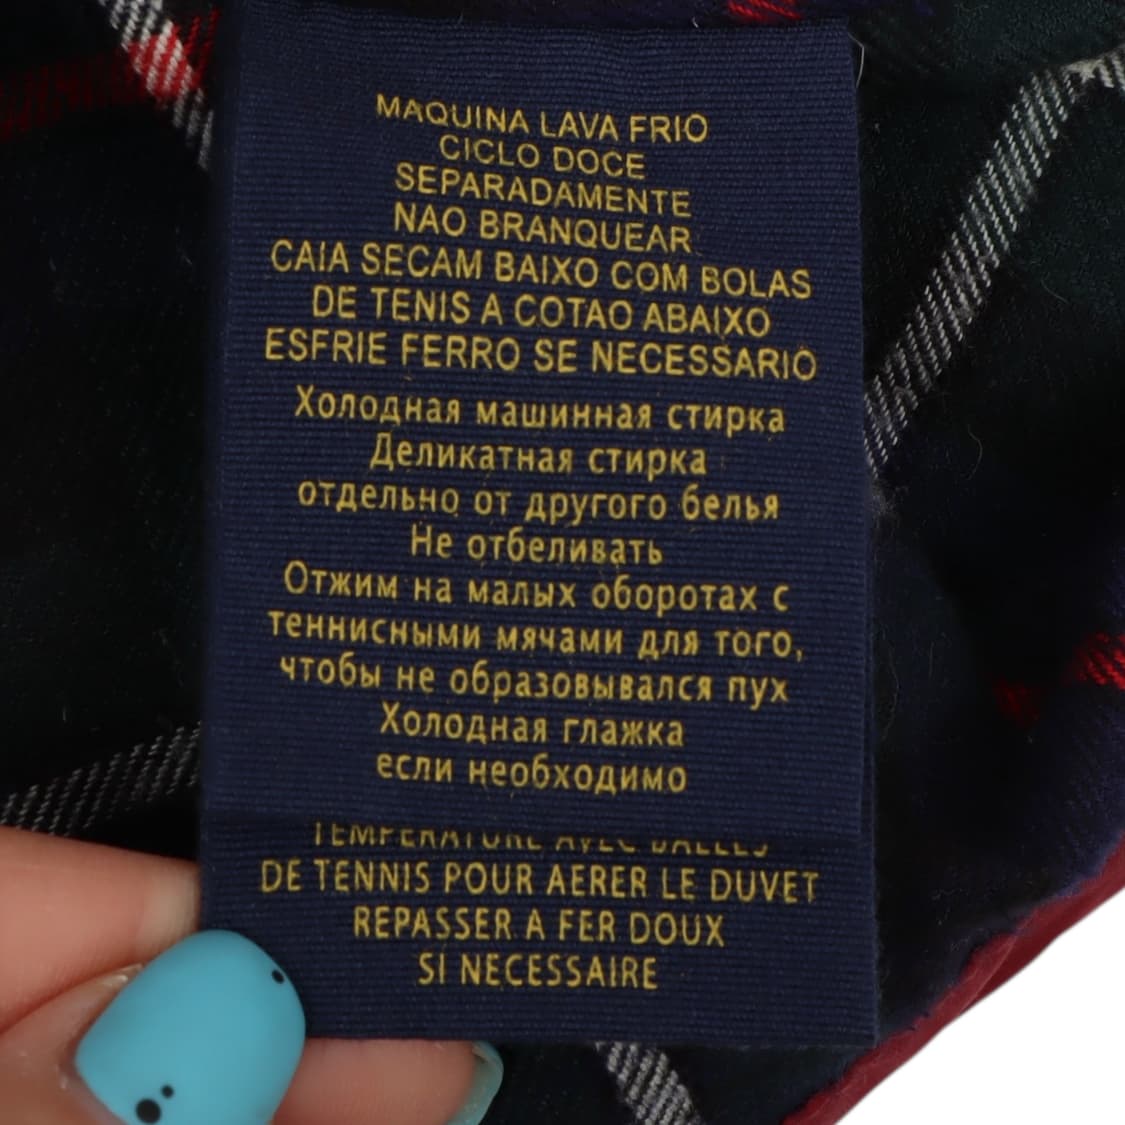 MAQUINA LAVA FRIO
CICLO DOCE
SEPARADAMENTE
NAO BRANQUEAR
CAIA SECAM BAIXO COM BOLAS
DE TENIS A COTAO ABAIXO
ESFRIE FERRO SE NECESSARIO
Холодная машинная стирка
Деликатная стирка
отдельно от другого белья
Не отбеливать
Отжим на малых оборотах с
теннисными мячами для того,
чтобы не образовывался пух
Холодная глажка
если необходимо
TEMPERATURE AVEC BALLES
DE TENNIS POUR AERER LE DUVET
REPASSER A FER DOUX
SI NECESSAIRE